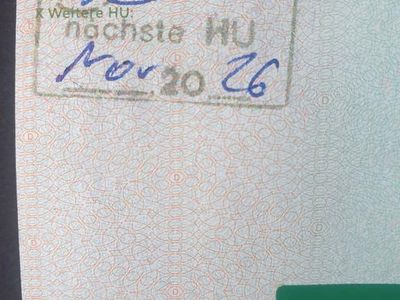 x Weitere HU:
nächste HU
Nov. 20 26